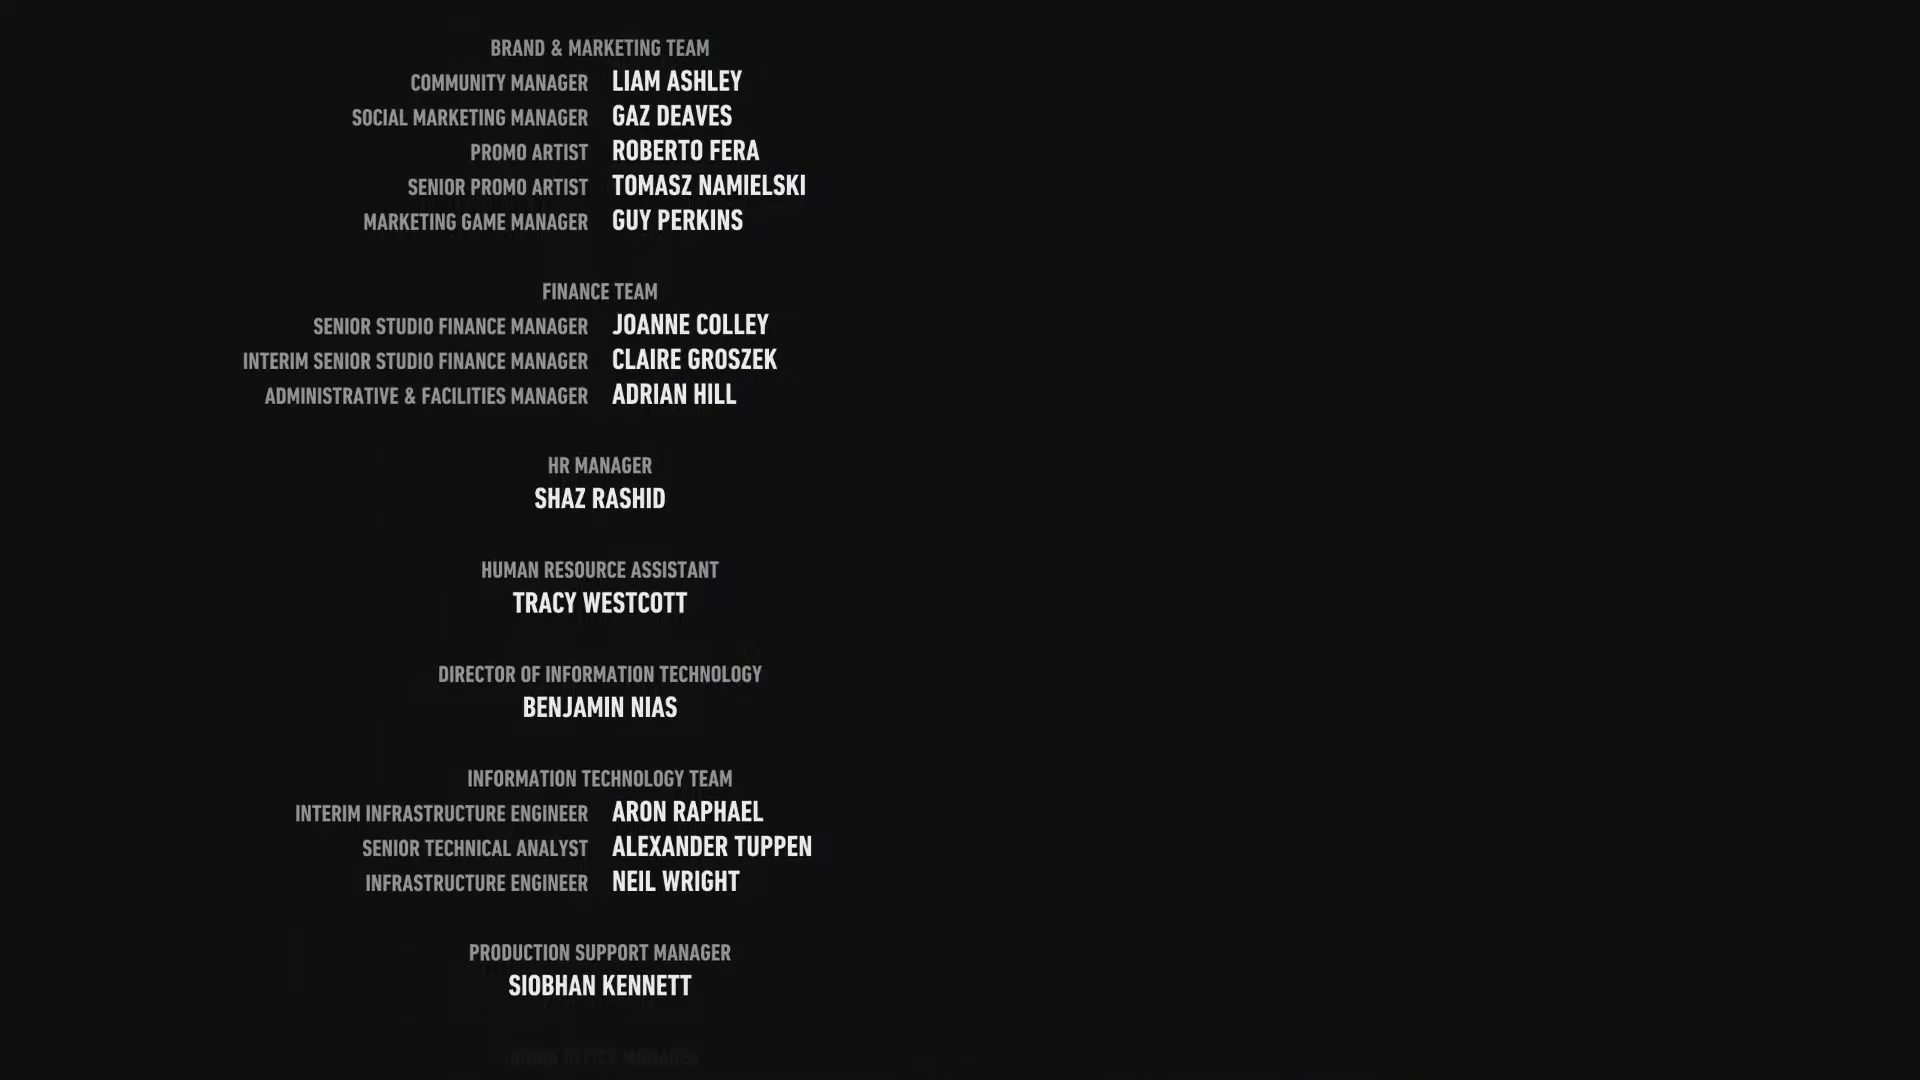 BRAND & MARKETING TEAM
COMMUNITY MANAGER LIAM ASHLEY
SOCIAL MARKETING MANAGER GAZ DEAVES
PROMO ARTIST ROBERTO FERA
SENIOR PROMO ARTIST TOMASZ NAMIELSKI
MARKETING GAME MANAGER GUY PERKINS
FINANCE TEAM
SENIOR STUDIO FINANCE MANAGER JOANNE COLLEY
INTERIM SENIOR STUDIO FINANCE MANAGER CLAIRE GROSZEK
ADMINISTRATIVE & FACILITIES MANAGER ADRIAN HILL
HR MANAGER
SHAZ RASHID
HUMAN RESOURCE ASSISTANT
TRACY WESTCOTT
DIRECTOR OF INFORMATION TECHNOLOGY
BENJAMIN NIAS
INFORMATION TECHNOLOGY TEAM
INTERIM INFRASTRUCTURE ENGINEER ARON RAPHAEL
SENIOR TECHNICAL ANALYST ALEXANDER TUPPEN
INFRASTRUCTURE ENGINEER NEIL WRIGHT
PRODUCTION SUPPORT MANAGER
SIOBHAN KENNETT
OFFICE MANAGER